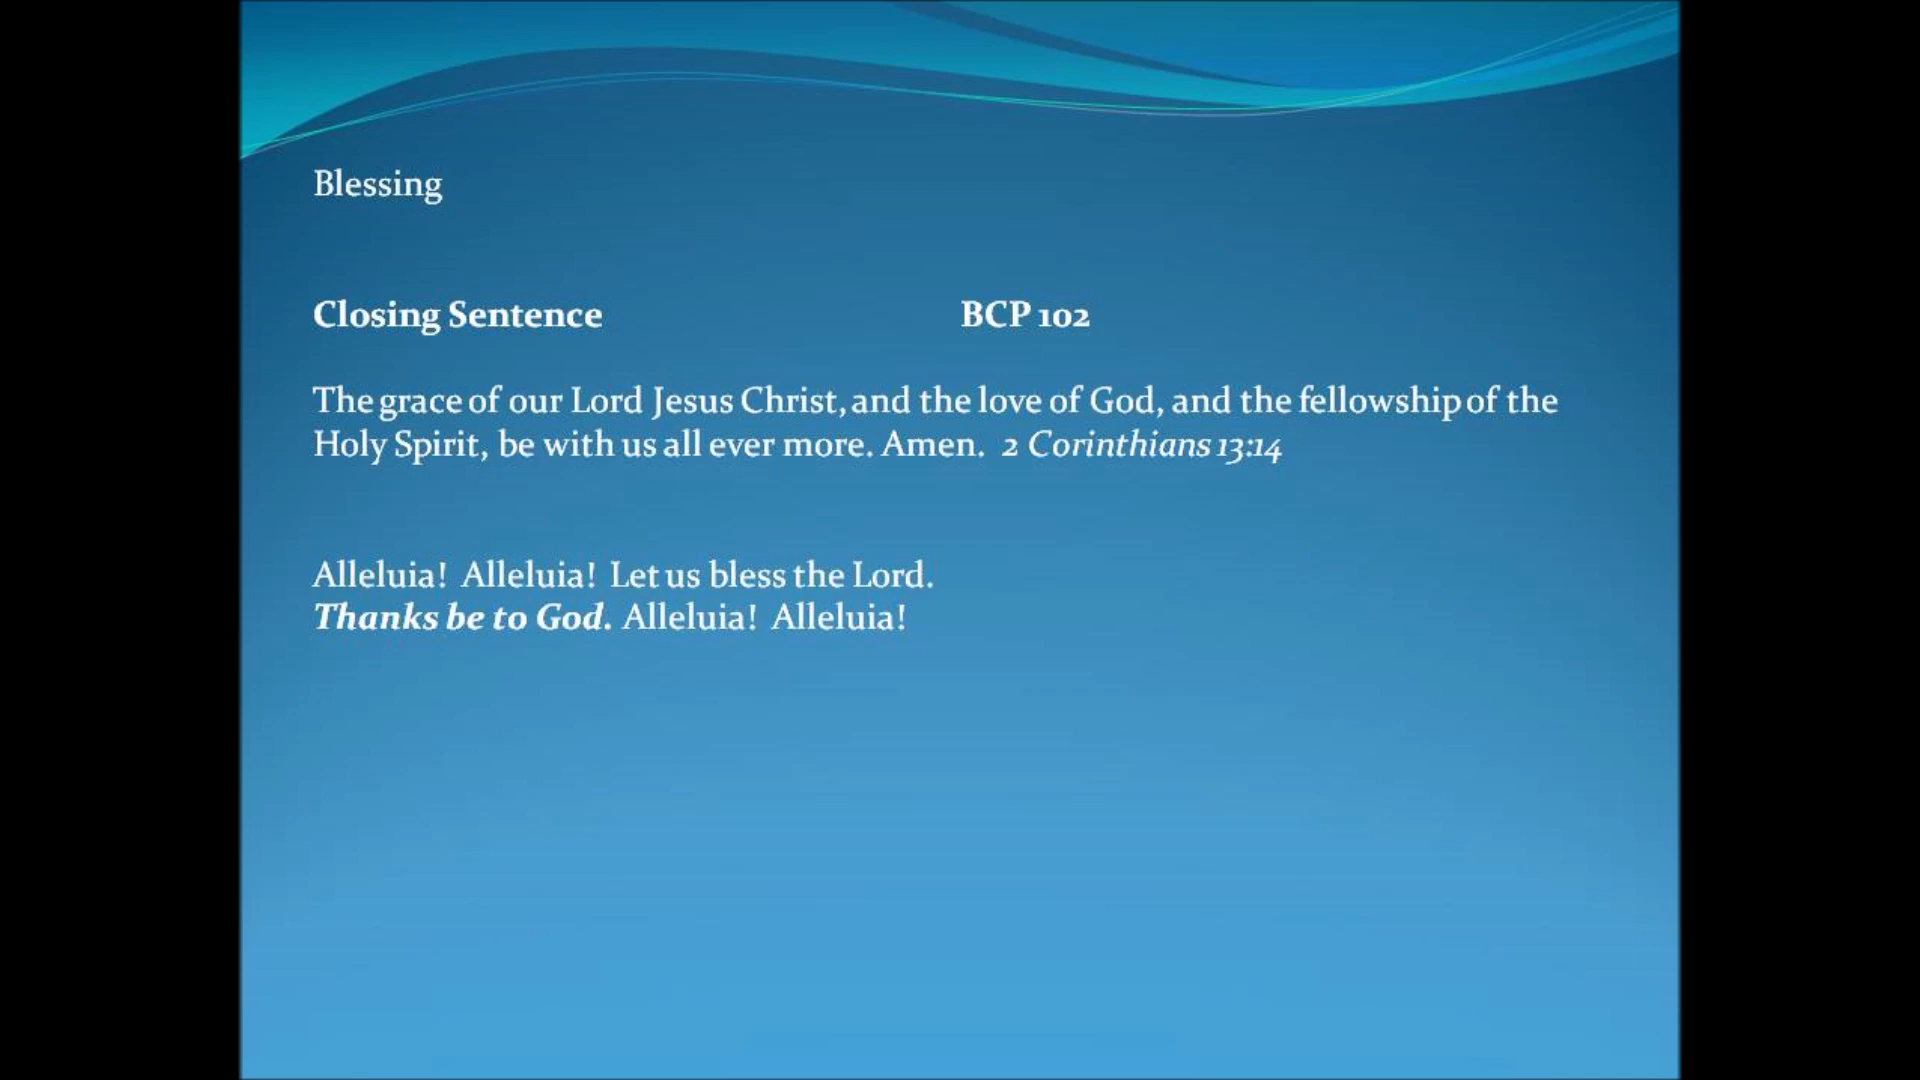 Blessing
Closing Sentence BCP 102
The grace of our Lord Jesus Christ, and the love of God, and the fellowship of the
Holy Spirit, be with us all ever more. Amen. 2 Corinthians 13:14
Alleluia! Alleluia! Let us bless the Lord.
Thanks be to God. Alleluia! Alleluia!